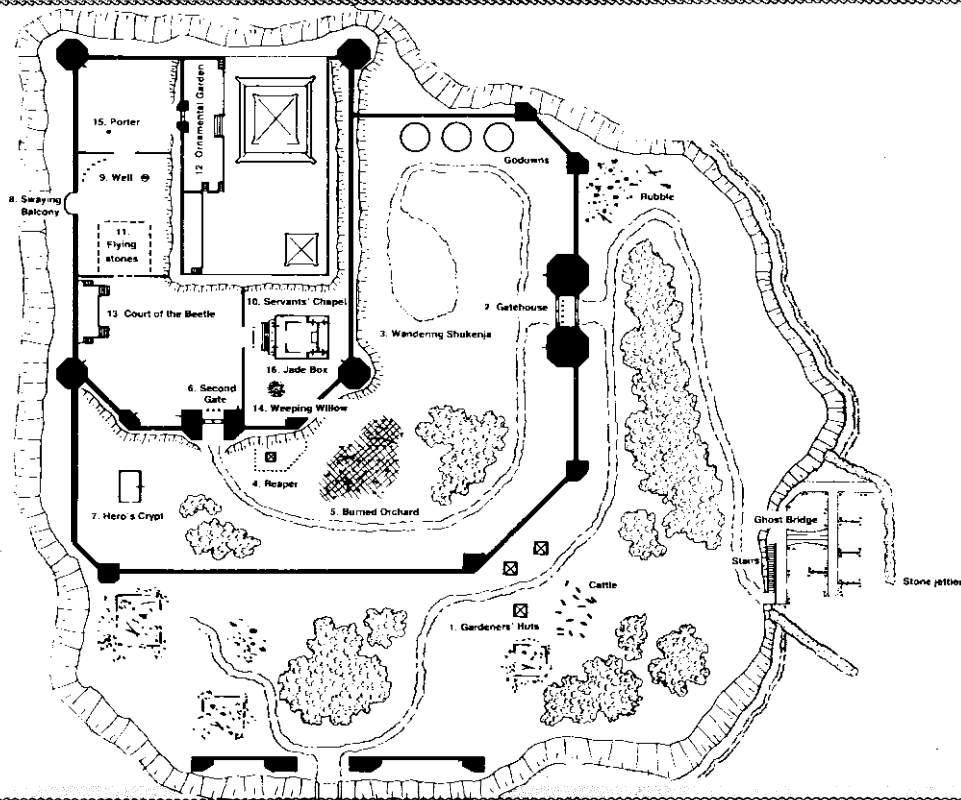 12 Ornamental Garden
15. Porter
Godowns
9. Well
Rubble
8. Swaying
Balcony
11.
Flying
stones
10. Servants' Chapel
2 Gatehouse
13 Court of the Beetle
3. Wandering Shukenja
16. Jade Box
6. Second
Gate
14. Weeping Willow
4. Reaper
5. Burned Orchard
7. Hero's Crypt
Ghost Bridge
Stairs
Stone jetties
Cattle
1. Gardeners' Huts